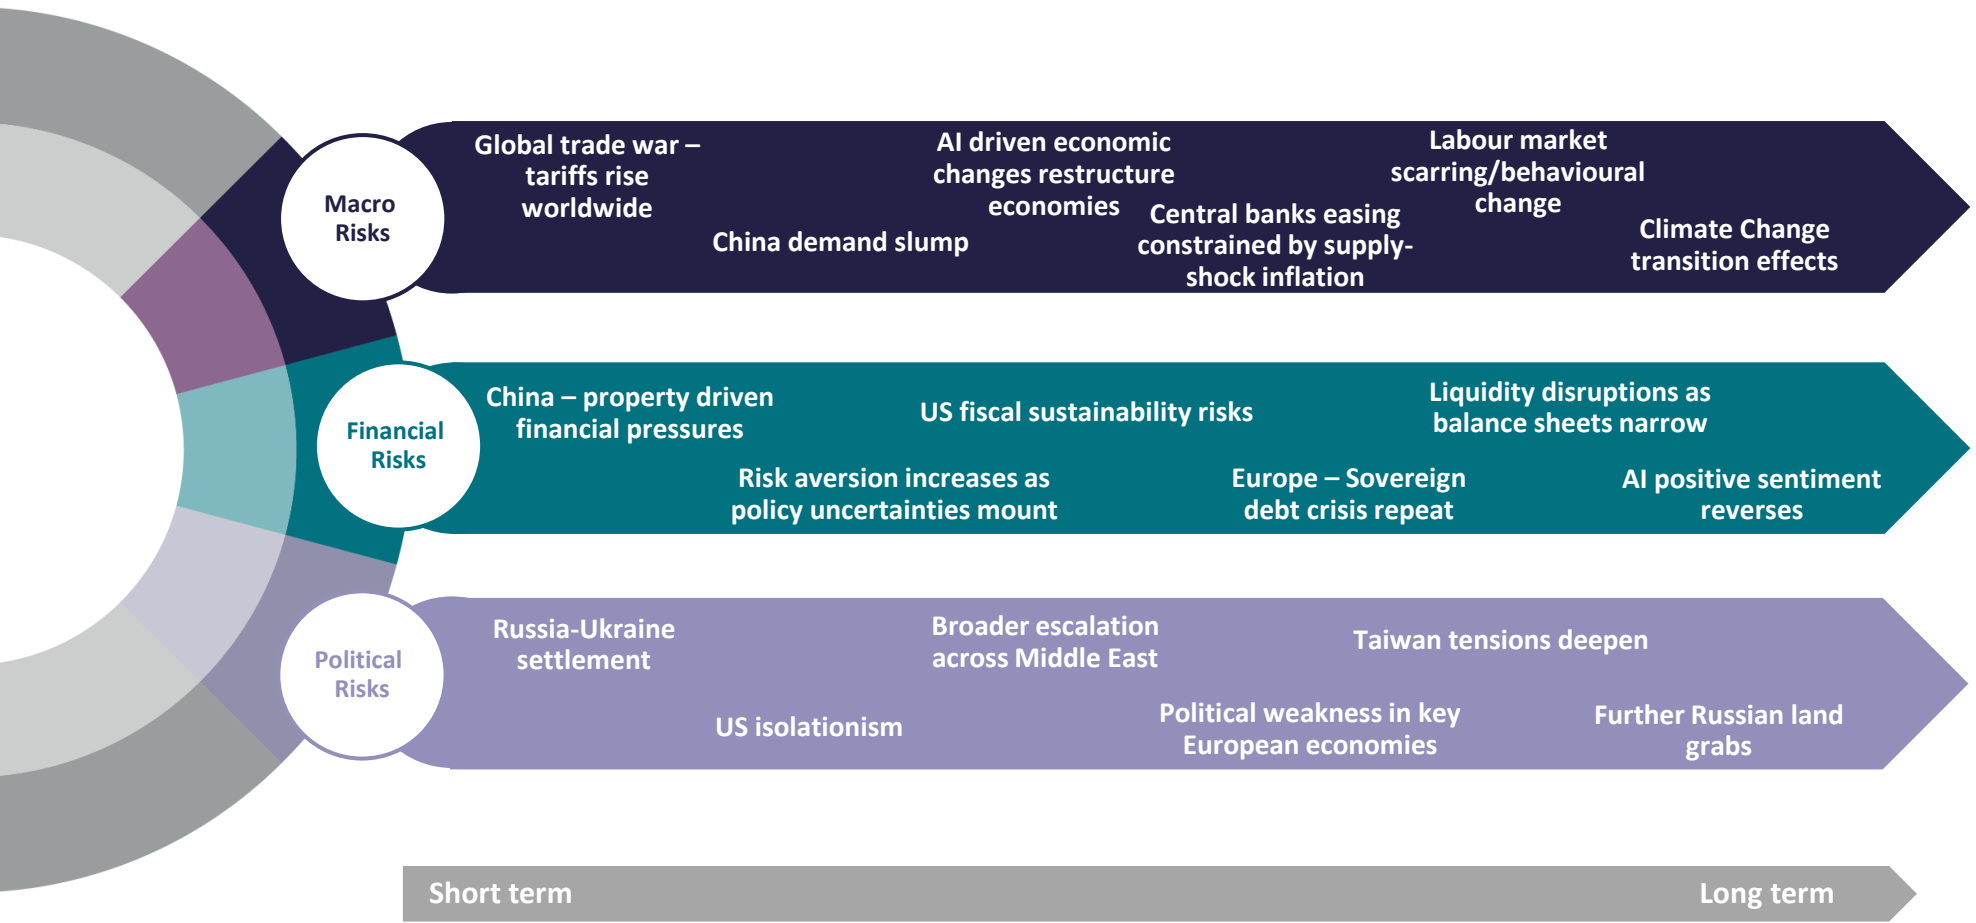 Macro
Risks
Global trade war –
tariffs rise
worldwide
China demand slump
AI driven economic
changes restructure
economies
Central banks easing
constrained by supply-
shock inflation
Labour market
scarring/behavioural
change
Climate Change
transition effects
Financial
Risks
China – property driven
financial pressures
Risk aversion increases as
policy uncertainties mount
US fiscal sustainability risks
Europe – Sovereign
debt crisis repeat
Liquidity disruptions as
balance sheets narrow
AI positive sentiment
reverses
Political
Risks
Russia-Ukraine
settlement
US isolationism
Broader escalation
across Middle East
Political weakness in key
European economies
Taiwan tensions deepen
Further Russian land
grabs
Short term
Long term